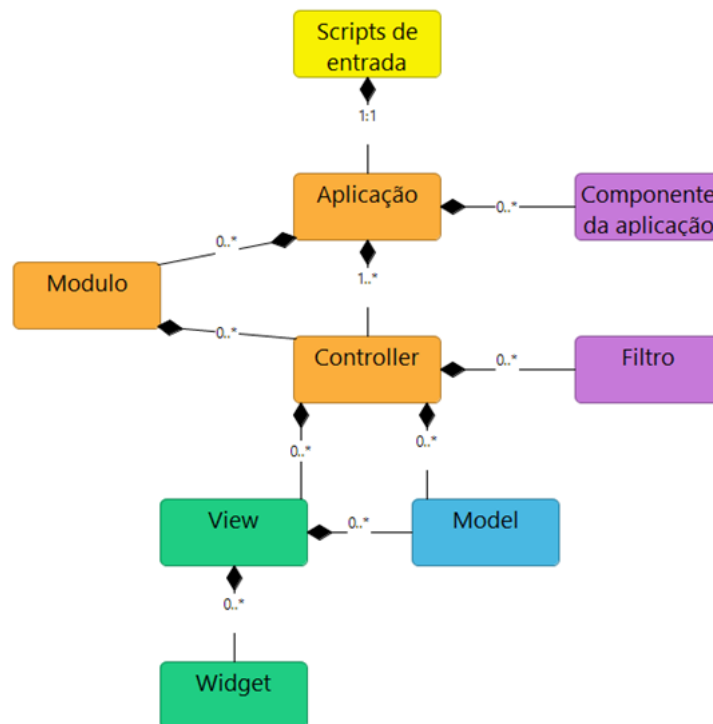 Scripts de
entrada
1:1
Aplicação
0..*
Componente
da aplicação
0..*
1..*
Modulo
0..*
Controller
0..*
Filtro
0..*
0..*
View
0..*
Model
0..*
Widget